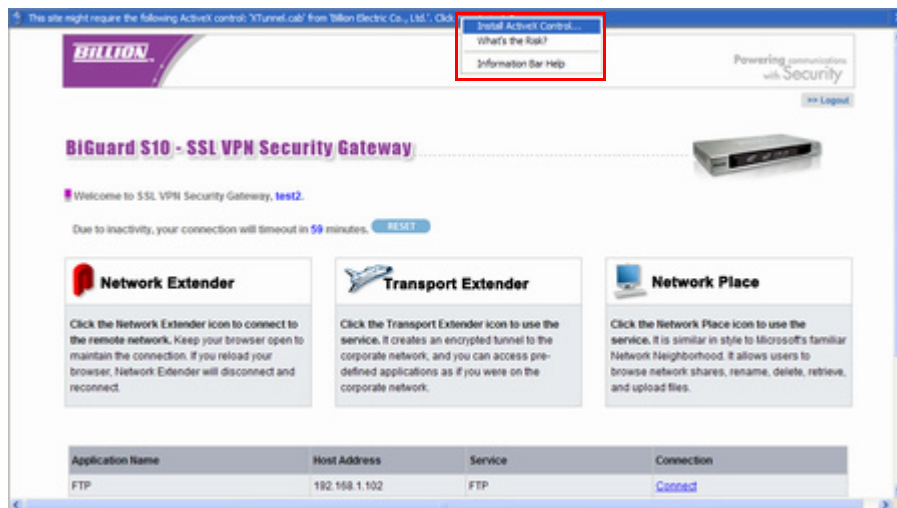 This site might require the following ActiveX control: 'XTunnel.cab' from 'Billion Electric Co., Ltd.'. Click
Install ActiveX Control...
What's the Risk?
Information Bar Help
BILLION
Powering communications
with Security
>> Logout
BiGuard S10 - SSL VPN Security Gateway
Welcome to SSL VPN Security Gateway, test2.
Due to inactivity, your connection will timeout in 59 minutes. RESET
Network Extender
Click the Network Extender icon to connect to
the remote network. Keep your browser open to
maintain the connection. If you reload your
browser, Network Extender will disconnect and
reconnect.
Transport Extender
Click the Transport Extender icon to use the
service. It creates an encrypted tunnel to the
corporate network, and you can access pre-
defined applications as if you were on the
corporate network.
Network Place
Click the Network Place icon to use the
service. It is similar in style to Microsoft's familiar
Network Neighborhood. It allows users to
browse network shares, rename, delete, retrieve,
and upload files.
Application Name Host Address Service Connection
FTP 192.168.1.102 FTP Connect